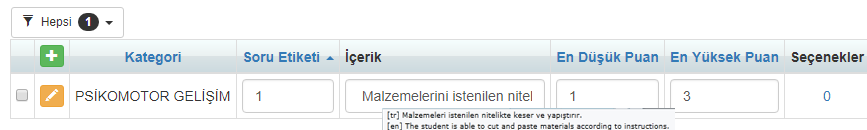 Hepsi 1
Kategori Soru Etiketi İçerik En Düşük Puan En Yüksek Puan Seçenekler
PSİKOMOTOR GELİŞİM 1 Malzemelerini istenilen nitel 1 3 0
[tr] Malzemeleri istenilen nitelikte keser ve yapıştırır.
[en] The student is able to cut and paste materials according to instructions.